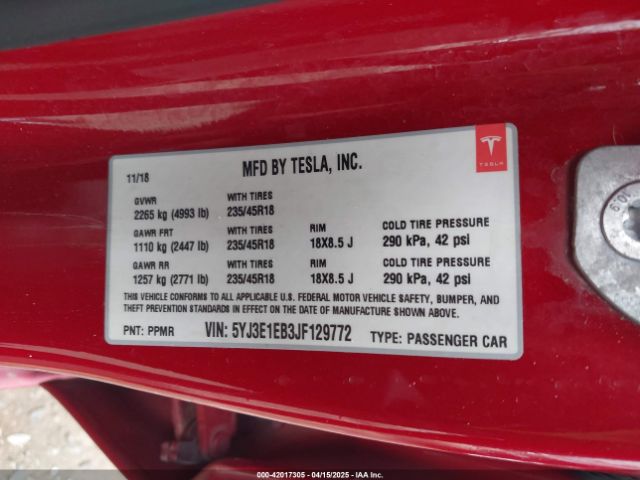 11/18
MFD BY TESLA, INC.
TESLA
GVWR WITH TIRES
2265 kg (4993 lb) 235/45R18
GAWR FRT WITH TIRES RIM COLD TIRE PRESSURE
1110 kg (2447 lb) 235/45R18 18X8.5 J 290 kPa, 42 psi
GAWR RR WITH TIRES RIM COLD TIRE PRESSURE
1257 kg (2771 lb) 235/45R18 18X8.5 J 290 kPa, 42 psi
THIS VEHICLE CONFORMS TO ALL APPLICABLE U.S. FEDERAL MOTOR VEHICLE SAFETY, BUMPER, AND
THEFT PREVENTION STANDARDS IN EFFECT ON THE DATE OF MANUFACTURE SHOWN ABOVE.
PNT: PPMR VIN: 5YJ3E1EB3JF129772 TYPE: PASSENGER CAR
000-42017305 - 04/15/2025 - IAA Inc.